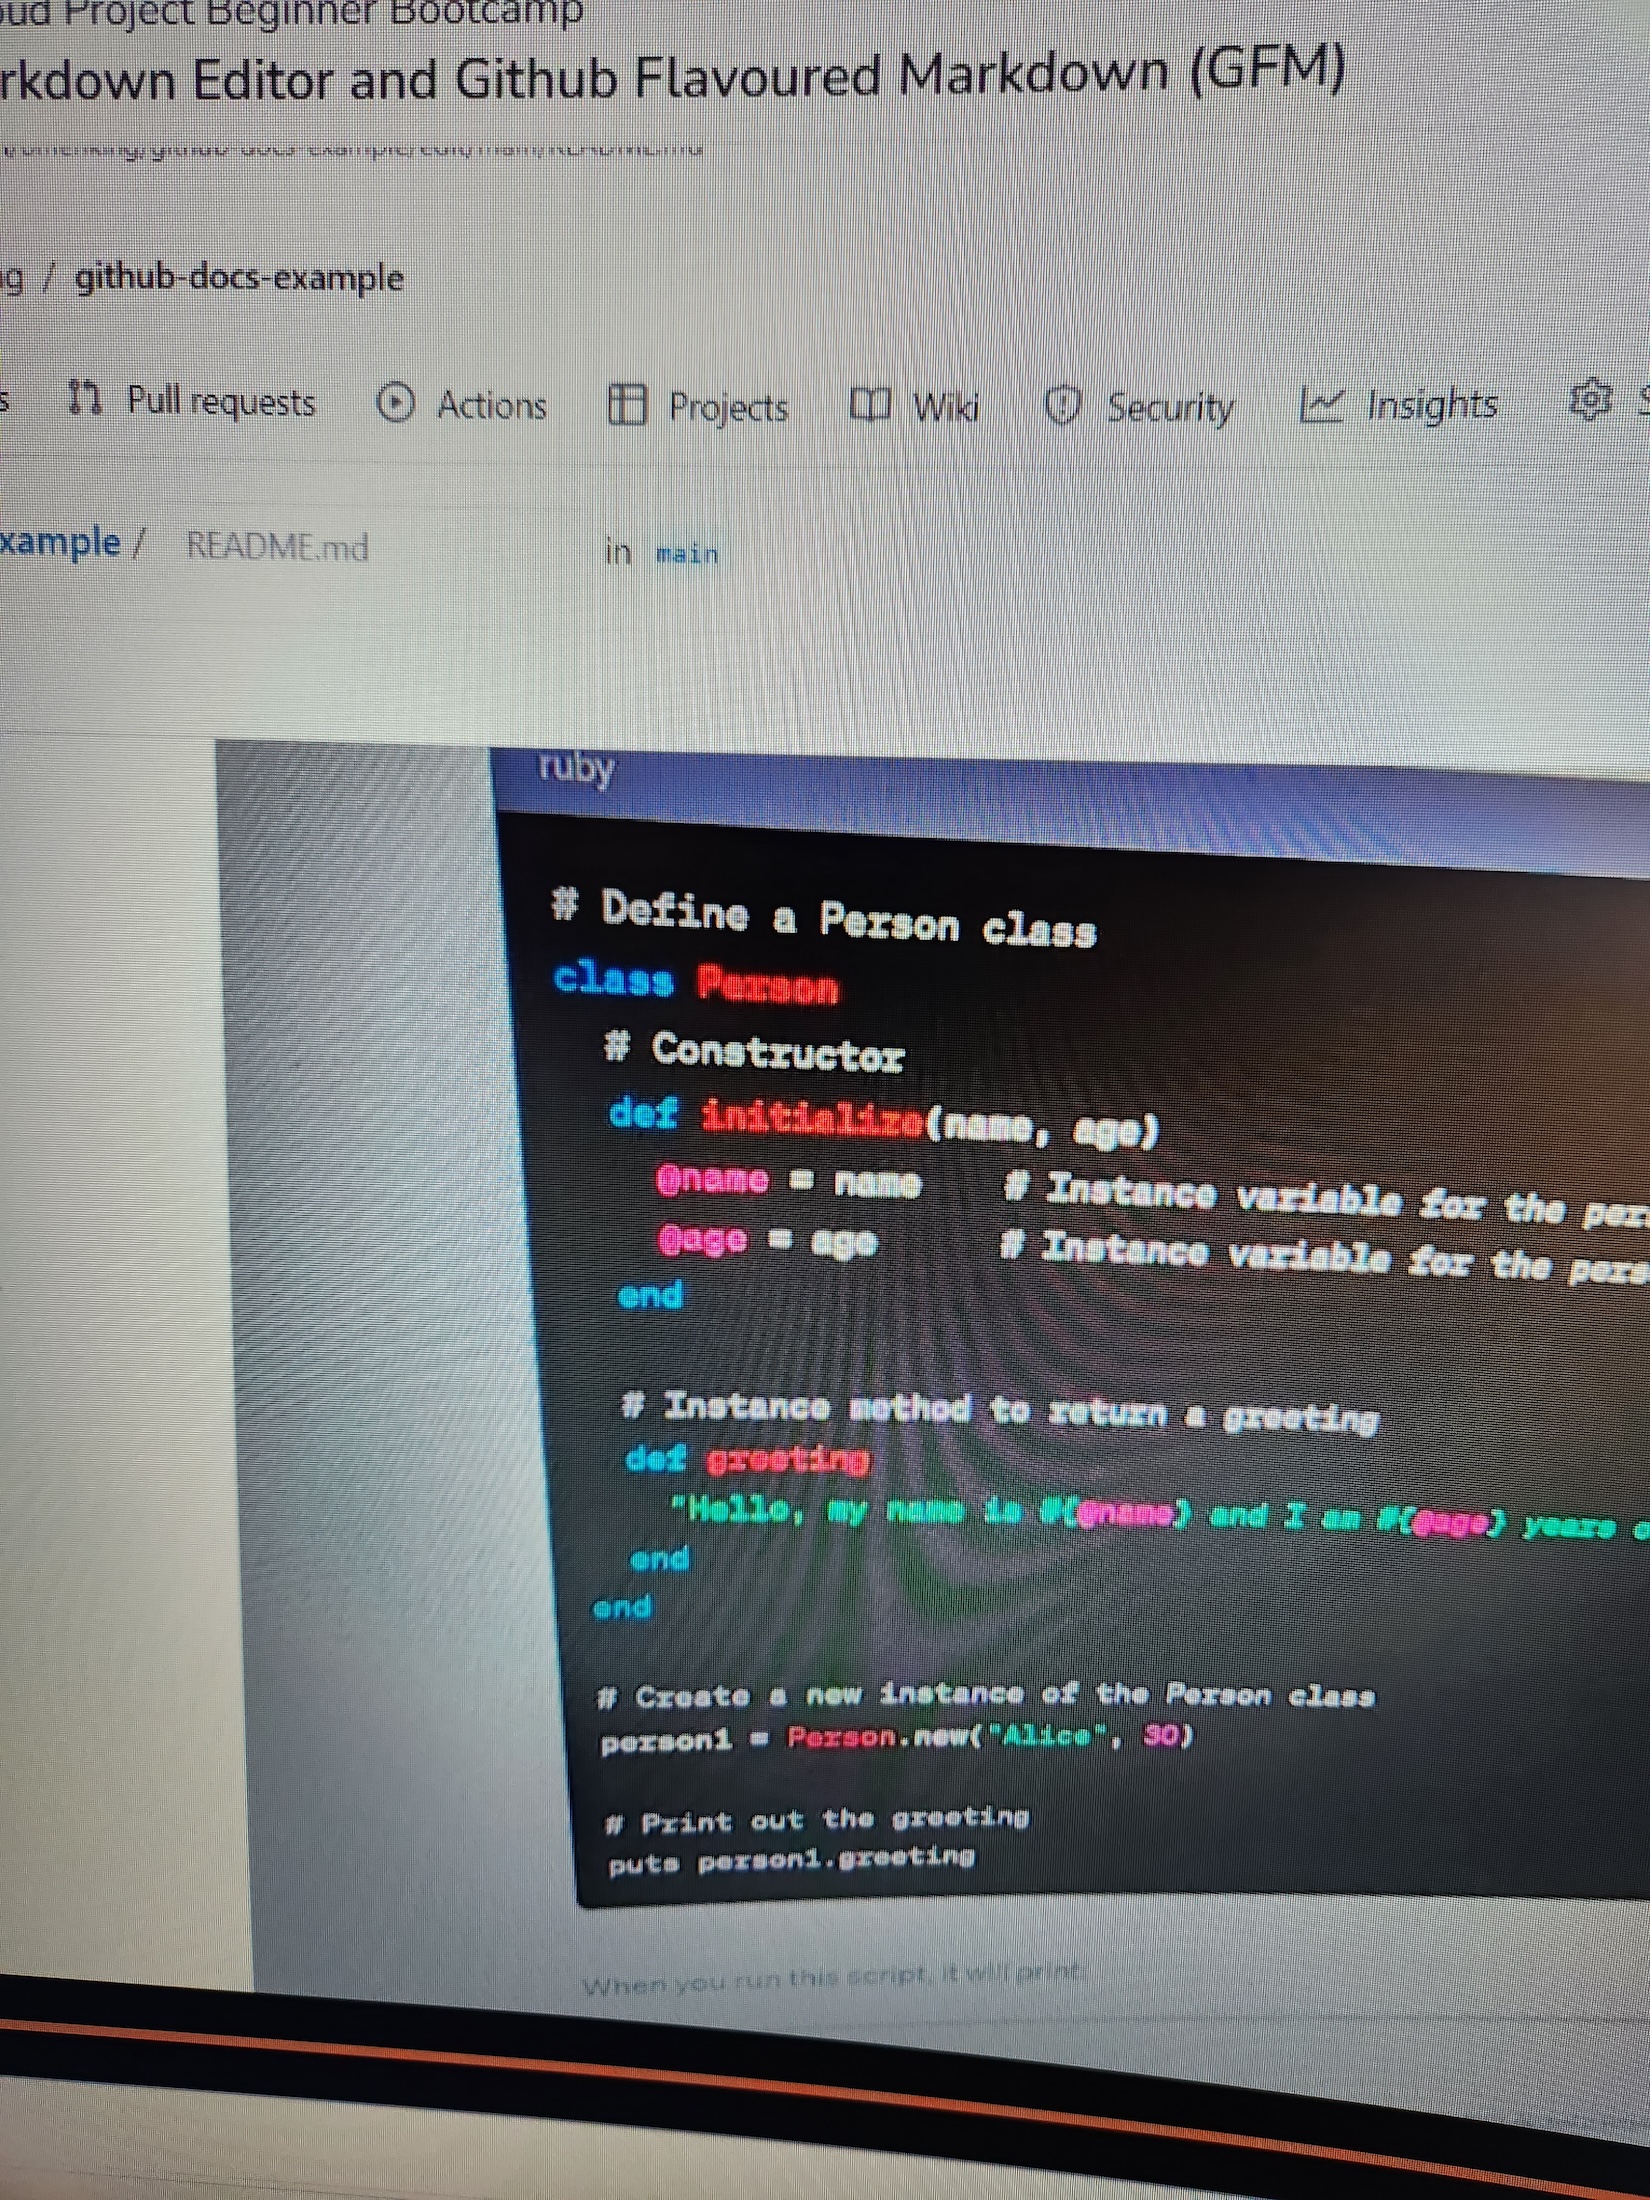 Project Beginner Bootcamp
rkdown Editor and Github Flavoured Markdown (GFM)
g / github-docs-example
s Pull requests Actions Projects Wiki Security Insights S
xample / README.md in main
ruby
# Define a Person class
class Person
# Constructor
def initialize(name, age)
@name = name # Instance variable for the per
@age = age # Instance variable for the pers
end
# Instance method to return a greeting
def greeting
"Hello, my name is #{@name} and I am #{@age} years o
end
end
# Create a new instance of the Person class
person1 = Person.new("Alice", 30)
# Print out the greeting
puts person1.greeting
When you run this script, it will print: